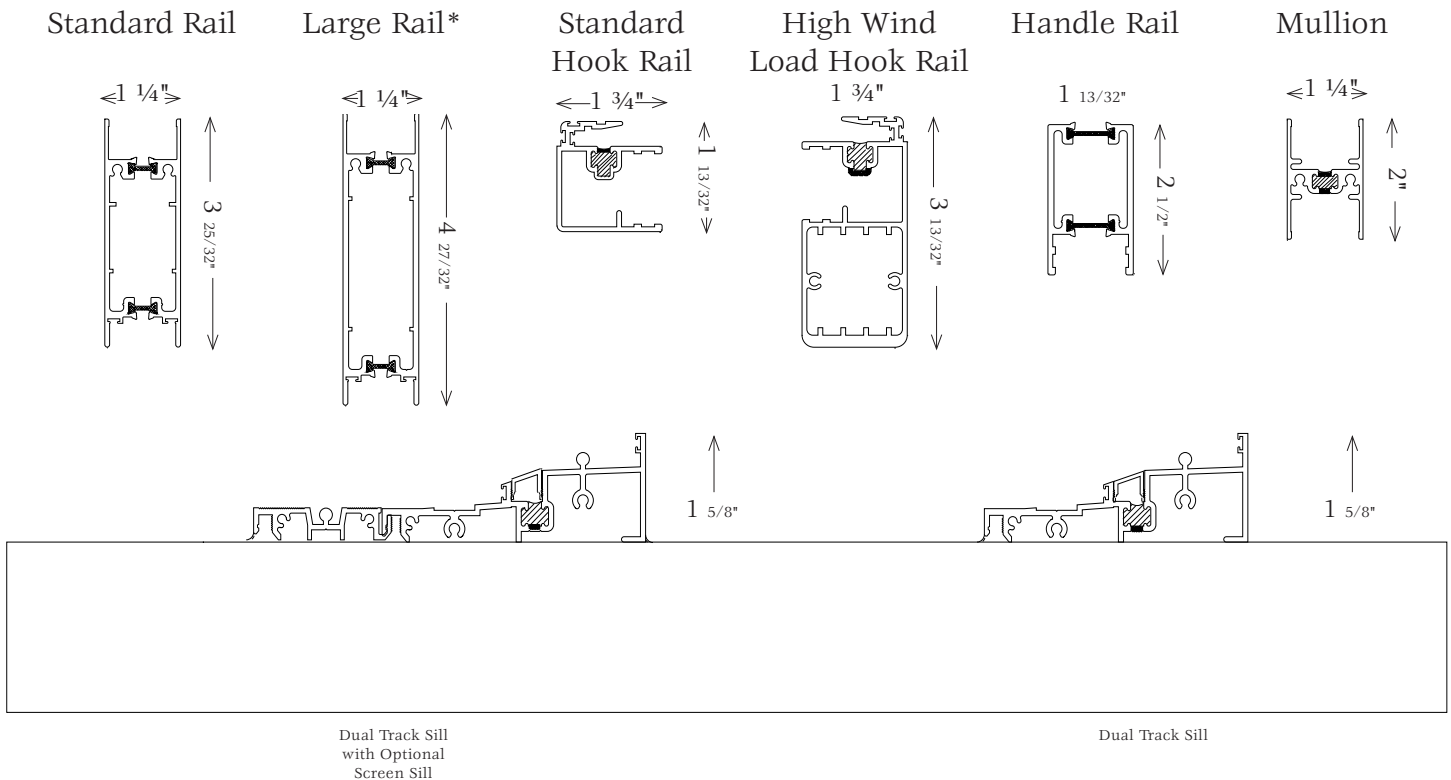 Standard Rail
Large Rail*
Standard
Hook Rail
High Wind
Load Hook Rail
Handle Rail
Mullion
1 ¼"
1 ¼"
1 ¾"
1 ¾"
1 13/32"
1 ¼"
3 25/32"
4 27/32"
1 13/32"
3 13/32"
2 1/2"
2"
1 5/8"
1 5/8"
Dual Track Sill
with Optional
Screen Sill
Dual Track Sill